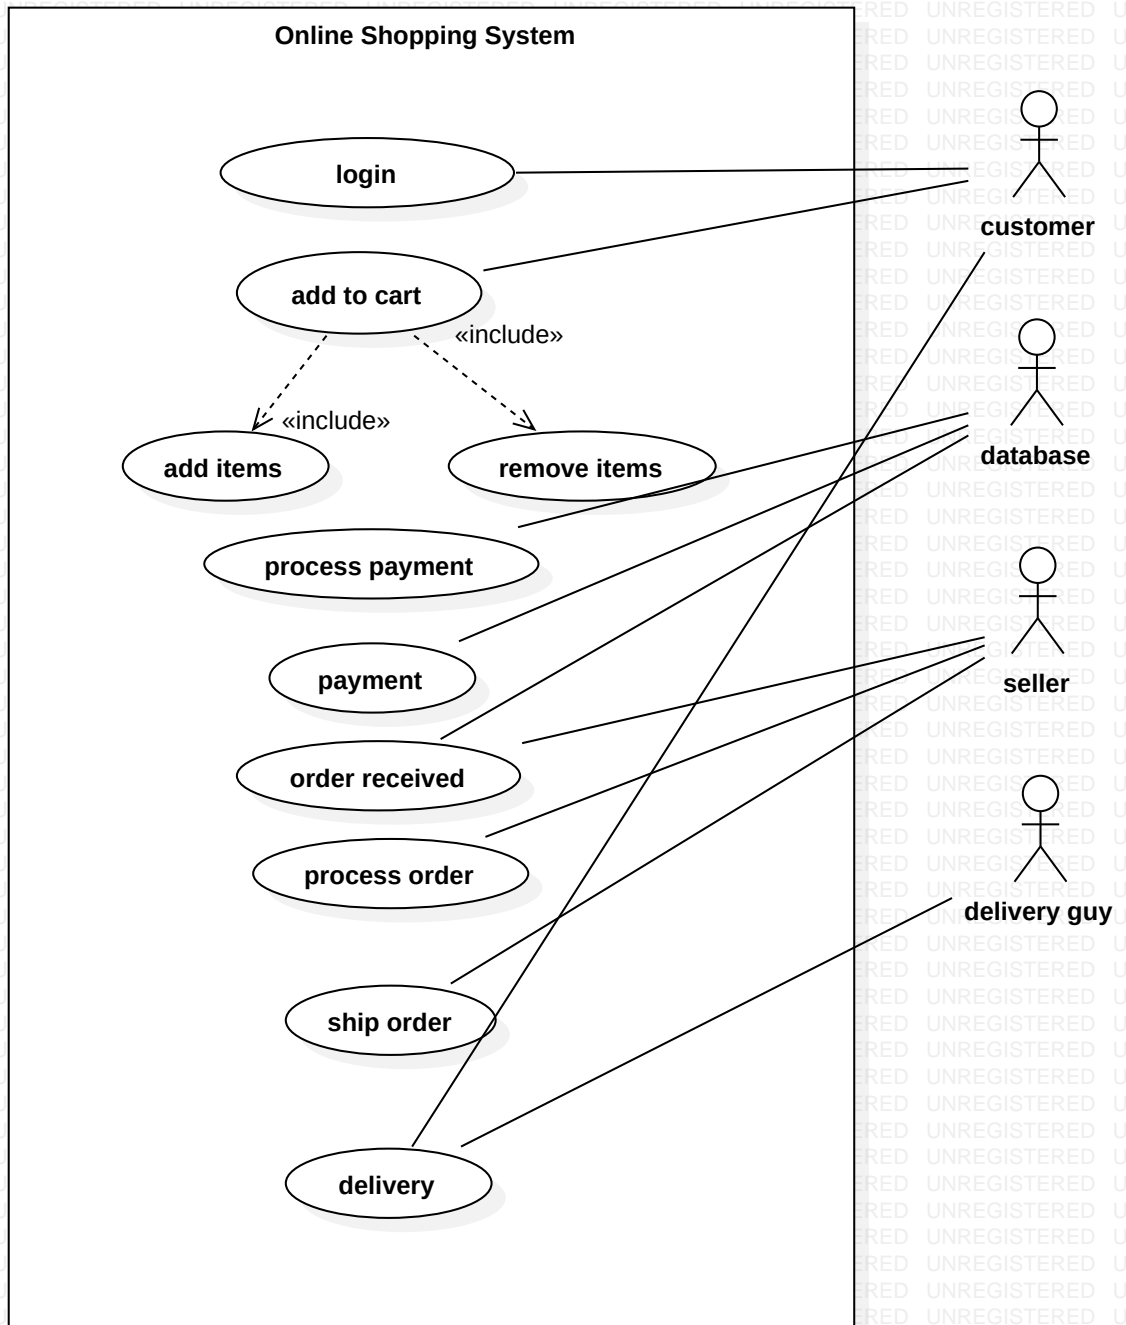 Online Shopping System
login
customer
add to cart
«include»
«include»
database
add items
remove items
process payment
payment
seller
order received
process order
delivery guy
ship order
delivery
UNREGISTERED